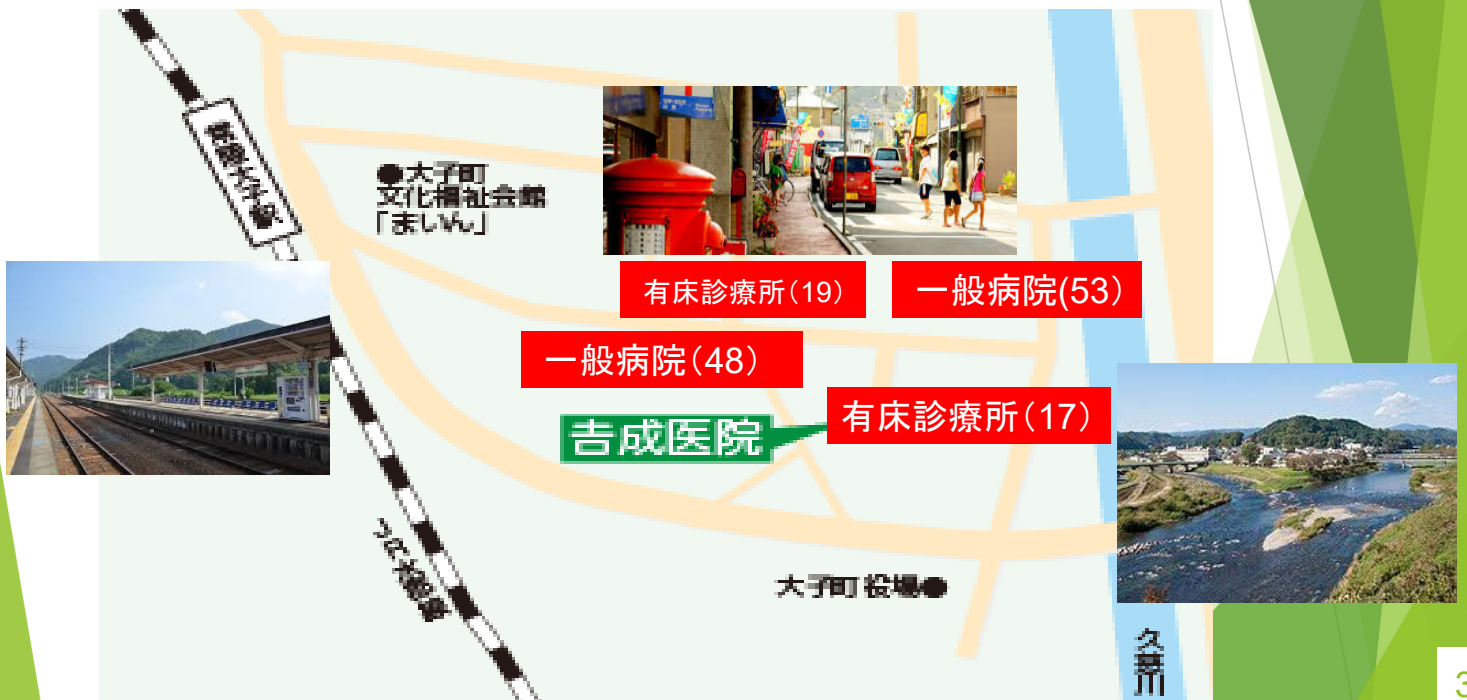 常陸大子駅
●大子町
文化福祉会館
「まいん」
有床診療所(19)
一般病院(53)
一般病院(48)
吉成医院
有床診療所(17)
JR水郡線
大子町役場●
久慈川
3